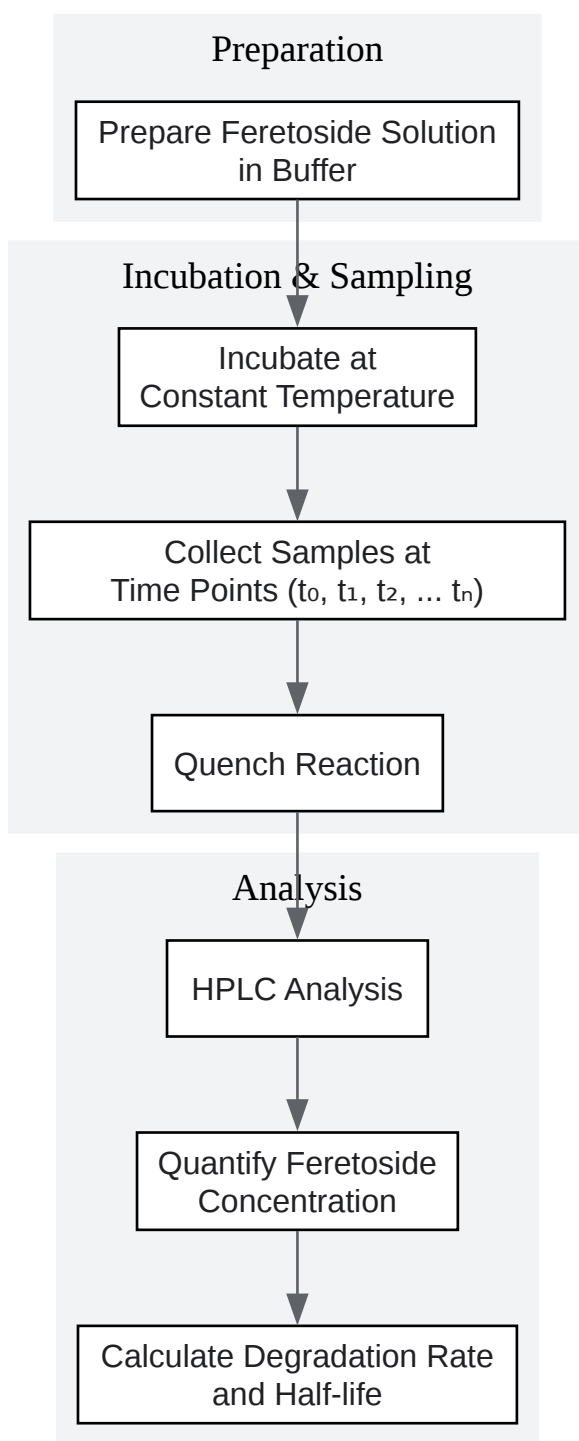 Preparation
Prepare Feretoside Solution
in Buffer
Incubation & Sampling
Incubate at
Constant Temperature
Collect Samples at
Time Points (t₀, t₁, t₂, ... tₙ)
Quench Reaction
Analysis
HPLC Analysis
Quantify Feretoside
Concentration
Calculate Degradation Rate
and Half-life